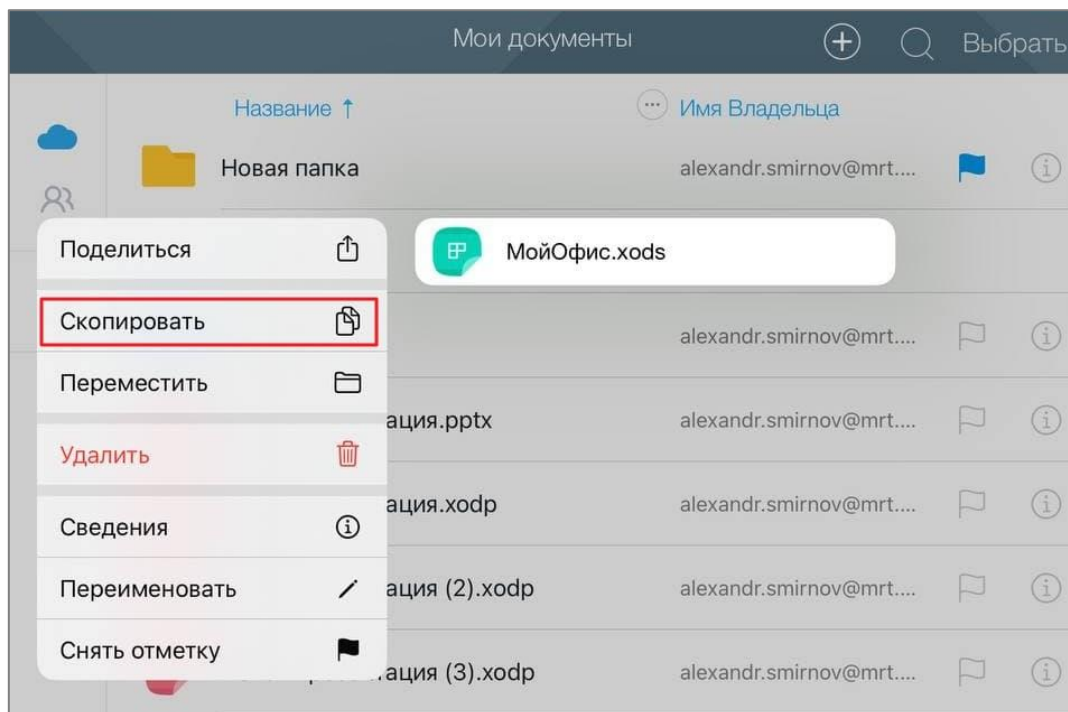 Мои документы
Выбрать
Название ↑
Имя Владельца
Новая папка
alexandr.smirnov@mrt....
Поделиться
МойОфис.xods
Скопировать
alexandr.smirnov@mrt....
Переместить
ация.pptx
alexandr.smirnov@mrt....
Удалить
ация.xodp
alexandr.smirnov@mrt....
Сведения
Переименовать
ация (2).xodp
alexandr.smirnov@mrt....
Снять отметку
ация (3).xodp
alexandr.smirnov@mrt....